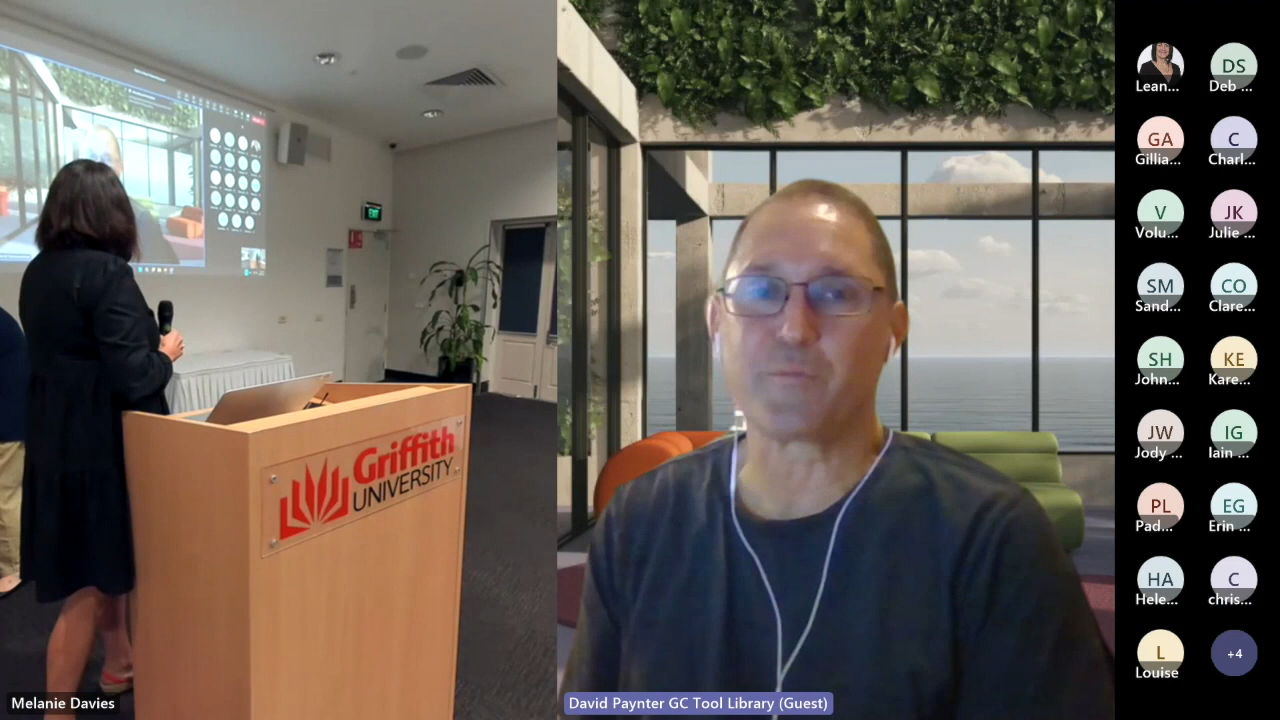 EXIT
Griffith
UNIVERSITY
Melanie Davies
David Paynter GC Tool Library (Guest)
Lean...
DS
Deb ...
GA
Gillia...
C
Charl...
V
Volu...
JK
Julie ...
SM
Sand...
CO
Clare...
SH
John...
KE
Kare...
JW
Jody ...
IG
Iain ...
PL
Pad...
EG
Erin ...
HA
Hele...
C
chris...
L
Louise
+4